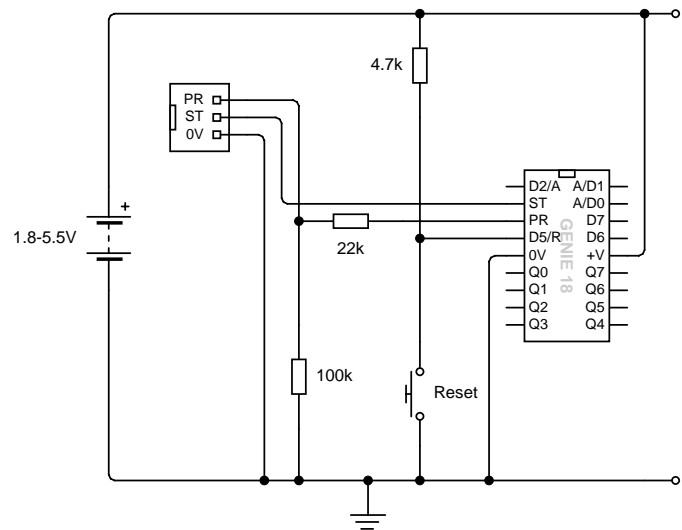 4.7k
PR
ST
0V
D2/A A/D1
ST A/D0
PR D7
D5/R D6
0V +V
Q0 Q7
Q1 Q6
Q2 Q5
Q3 Q4
GENIE 18
+
1.8-5.5V
22k
100k
Reset